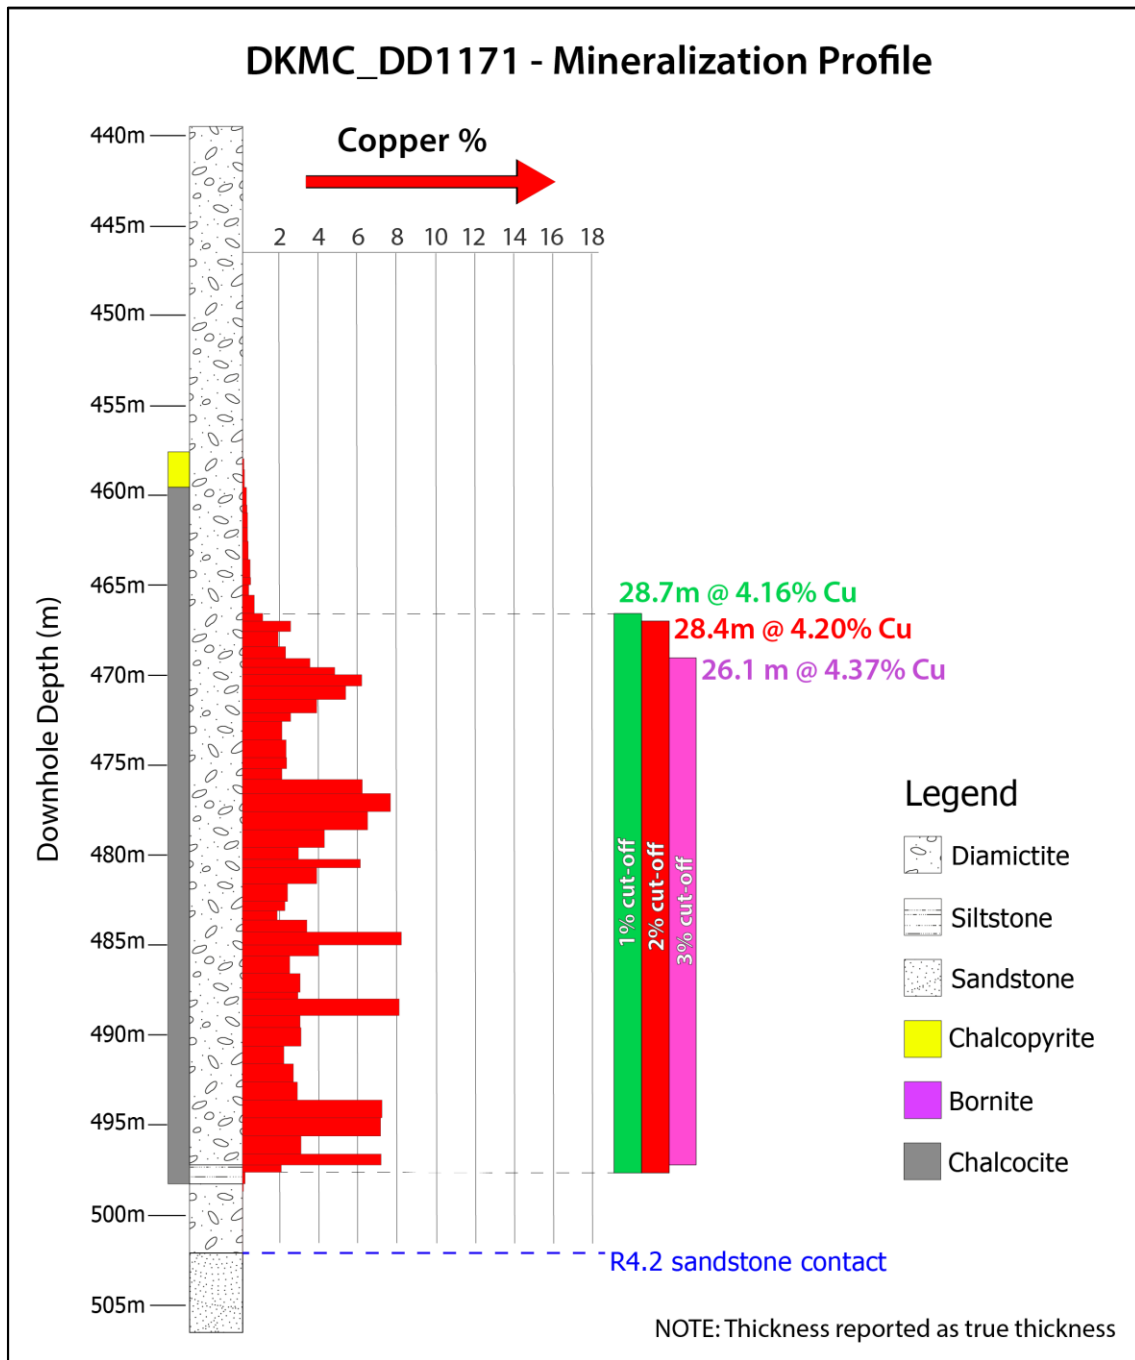 DKMC_DD1171 - Mineralization Profile
Copper %
2 4 6 8 10 12 14 16 18
440m
445m
450m
455m
460m
465m
470m
475m
480m
485m
490m
495m
500m
505m
Downhole Depth (m)
28.7m @ 4.16% Cu
28.4m @ 4.20% Cu
26.1 m @ 4.37% Cu
1% cut-off
2% cut-off
3% cut-off
Legend
Diamictite
Siltstone
Sandstone
Chalcopyrite
Bornite
Chalcocite
R4.2 sandstone contact
NOTE: Thickness reported as true thickness